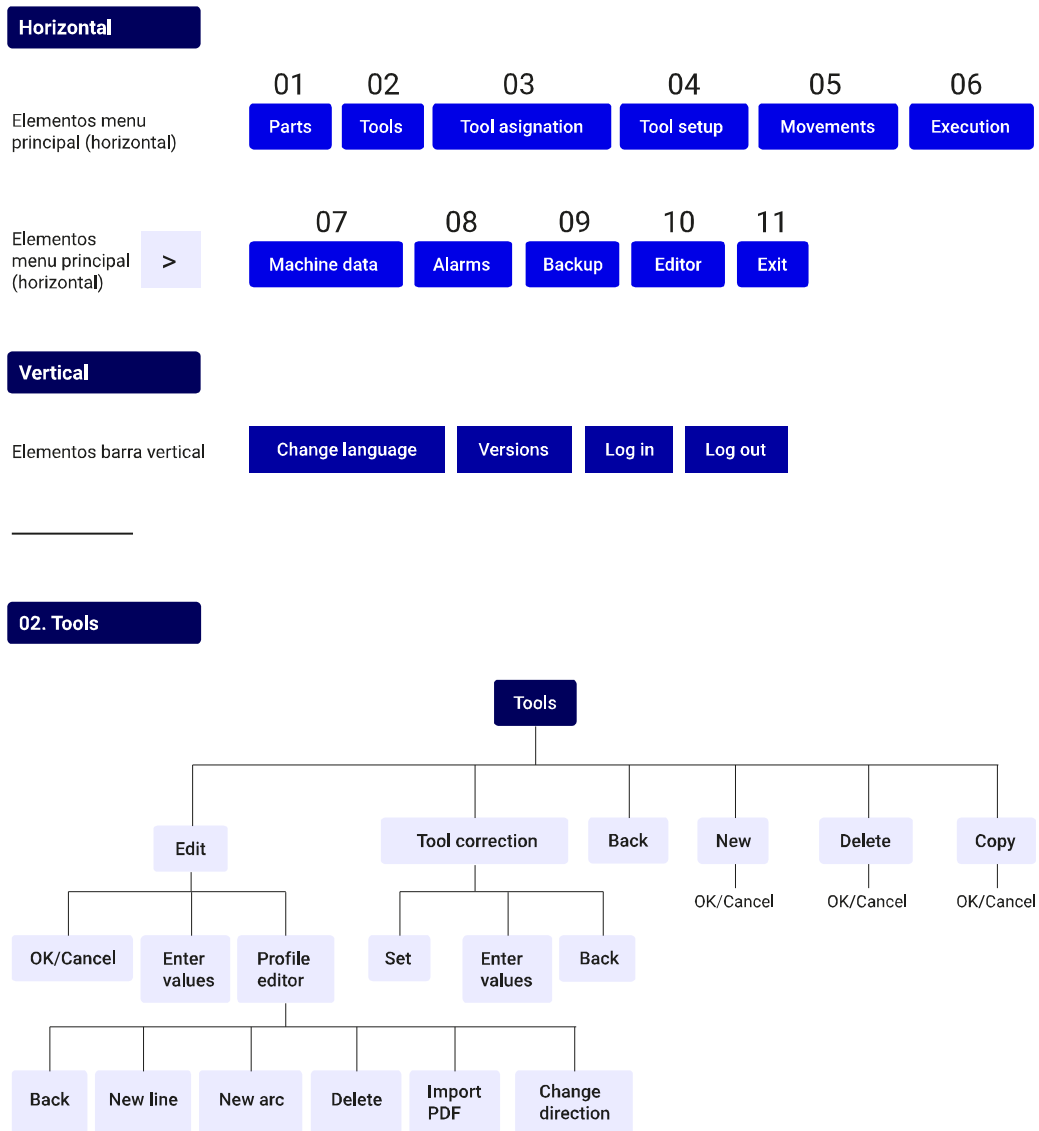 Horizontal
01 02 03 04 05 06
Elementos menu
principal (horizontal)
Parts Tools Tool asignation Tool setup Movements Execution
07 08 09 10 11
Elementos
menu principal
(horizontal)
>
Machine data Alarms Backup Editor Exit
Vertical
Elementos barra vertical
Change language Versions Log in Log out
02. Tools
Tools
Edit Tool correction Back New Delete Copy
OK/Cancel OK/Cancel OK/Cancel
OK/Cancel
Enter
values
Profile
editor
Set
Enter
values
Back
Back
New line
New arc
Delete
Import
PDF
Change
direction